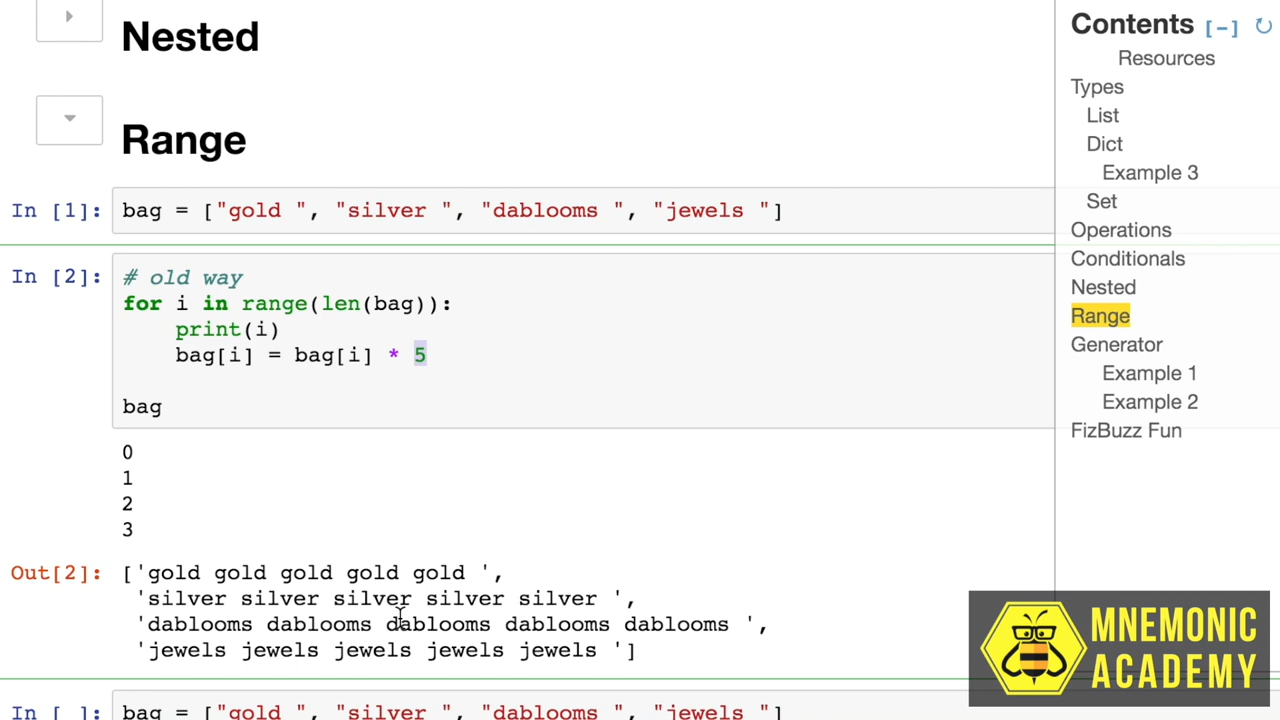 Nested
Range
In [1]: bag = ["gold ", "silver ", "dablooms ", "jewels "]
In [2]: # old way
for i in range(len(bag)):
    print(i)
    bag[i] = bag[i] * 5
bag
0
1
2
3
Out[2]: ['gold gold gold gold gold ',
'silver silver silver silver silver ',
'dablooms dablooms dablooms dablooms dablooms ',
'jewels jewels jewels jewels jewels ']
In [ ]: bag = ["gold ", "silver ", "dablooms ", "jewels "]
Contents [-]
Resources
Types
List
Dict
Example 3
Set
Operations
Conditionals
Nested
Range
Generator
Example 1
Example 2
FizBuzz Fun
MNEMONIC
ACADEMY